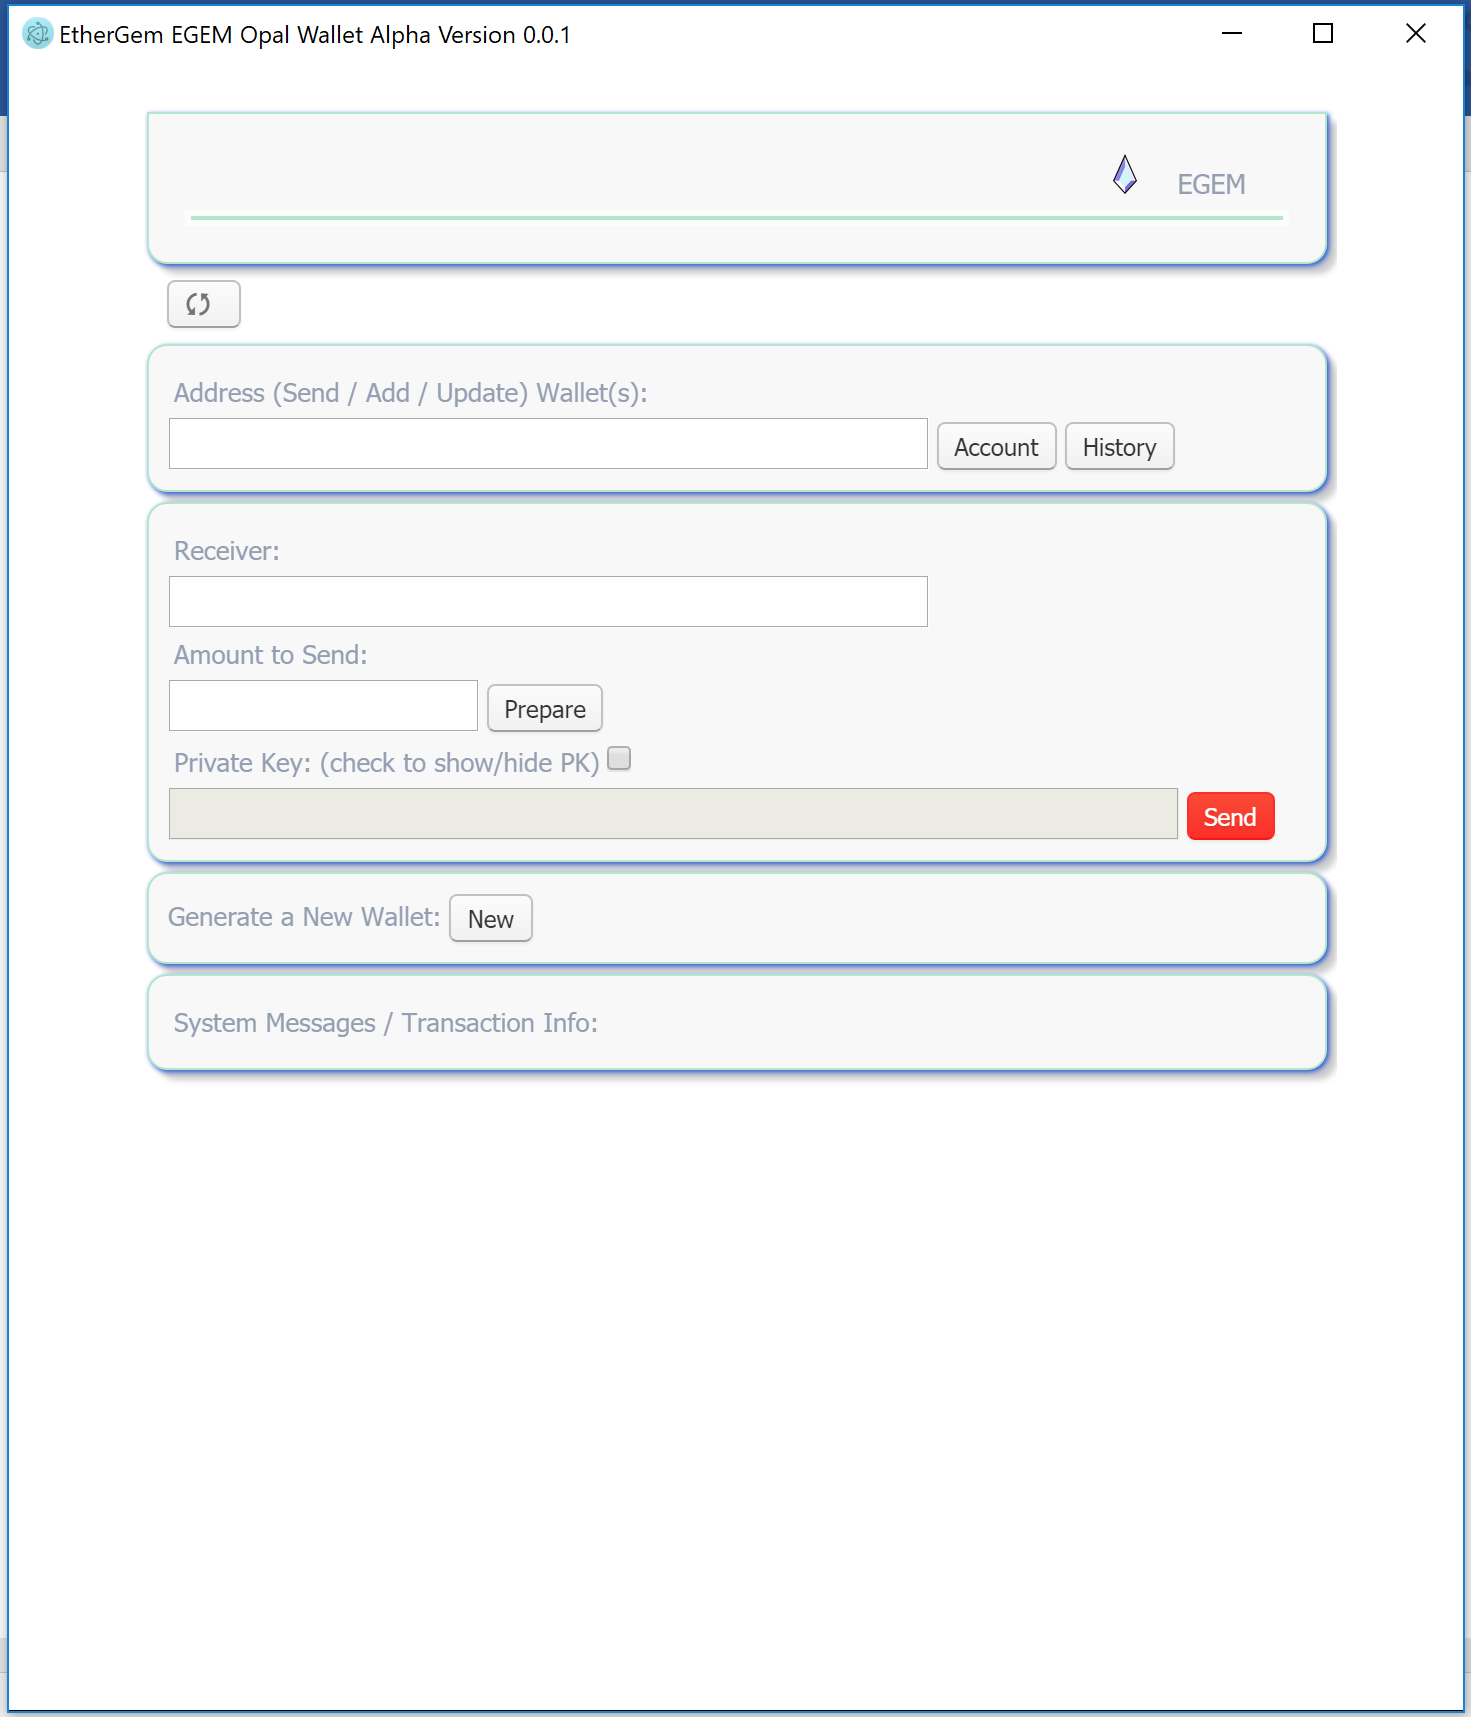 EtherGem EGEM Opal Wallet Alpha Version 0.0.1
EGEM
Address (Send / Add / Update) Wallet(s):
Account History
Receiver:
Amount to Send:
Prepare
Private Key: (check to show/hide PK)
Send
Generate a New Wallet: New
System Messages / Transaction Info: